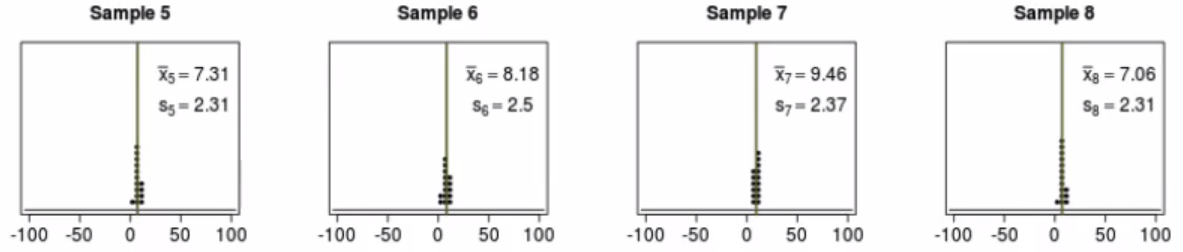 Sample 5
x̄5 = 7.31
s5 = 2.31
-100 -50 0 50 100
Sample 6
x̄6 = 8.18
s6 = 2.5
-100 -50 0 50 100
Sample 7
x̄7 = 9.46
s7 = 2.37
-100 -50 0 50 100
Sample 8
x̄8 = 7.06
s8 = 2.31
-100 -50 0 50 100